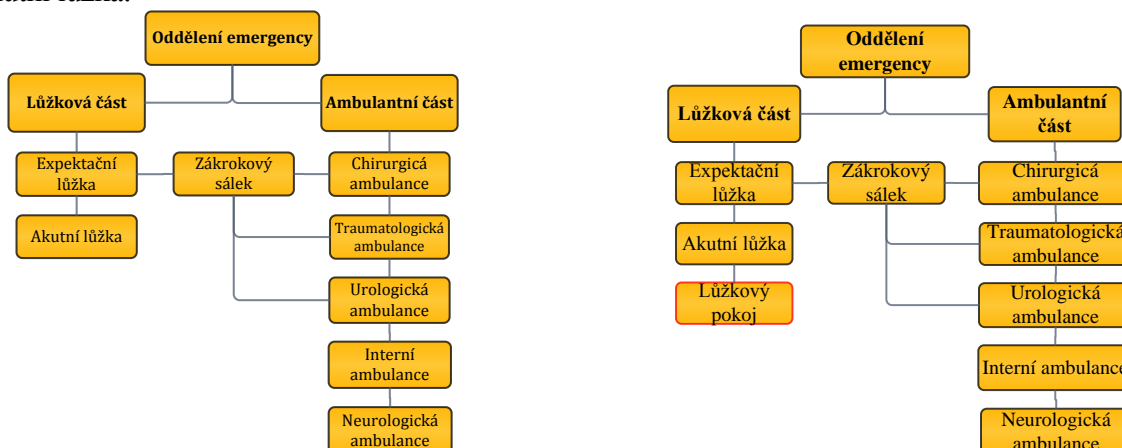 lůžka.
Oddělení emergency
Lůžková část
Ambulantní část
Expektační
lůžka
Zákrokový
sálek
Chirurgicá
ambulance
Akutní lůžka
Traumatologická
ambulance
Urologická
ambulance
Interní
ambulance
Neurologická
ambulance
Oddělení
emergency
Lůžková část
Ambulantní
část
Expektační
lůžka
Zákrokový
sálek
Chirurgicá
ambulance
Akutní lůžka
Traumatologická
ambulance
Lůžkový
pokoj
Urologická
ambulance
Interní ambulance
Neurologická
ambulance